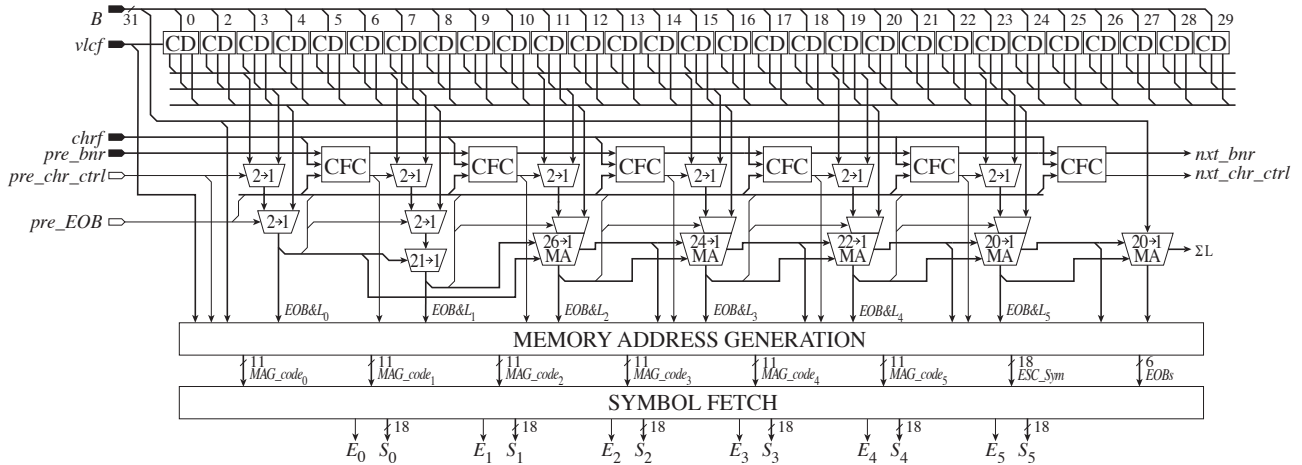 B 31 0 2 3 4 5 6 7 8 9 10 11 12 13 14 15 16 17 18 19 20 21 22 23 24 25 26 27 28 29
vlcf CD CD CD CD CD CD CD CD CD CD CD CD CD CD CD CD CD CD CD CD CD CD CD CD CD CD CD CD CD
chrf
pre_bnr nxt_bnr
CFC CFC CFC CFC CFC CFC
pre_chr_ctrl 2→1 2→1 2→1 2→1 2→1 2→1 nxt_chr_ctrl
pre_EOB 2→1 2→1
21→1 26→1 MA 24→1 MA 22→1 MA 20→1 MA 20→1 MA ΣL
EOB&L0 EOB&L1 EOB&L2 EOB&L3 EOB&L4 EOB&L5
MEMORY ADDRESS GENERATION
11 11 11 11 11 11 18 6
MAG_code0 MAG_code1 MAG_code2 MAG_code3 MAG_code4 MAG_code5 ESC_Sym EOBs
SYMBOL FETCH
18 18 18 18 18 18
E0 S0 E1 S1 E2 S2 E3 S3 E4 S4 E5 S5